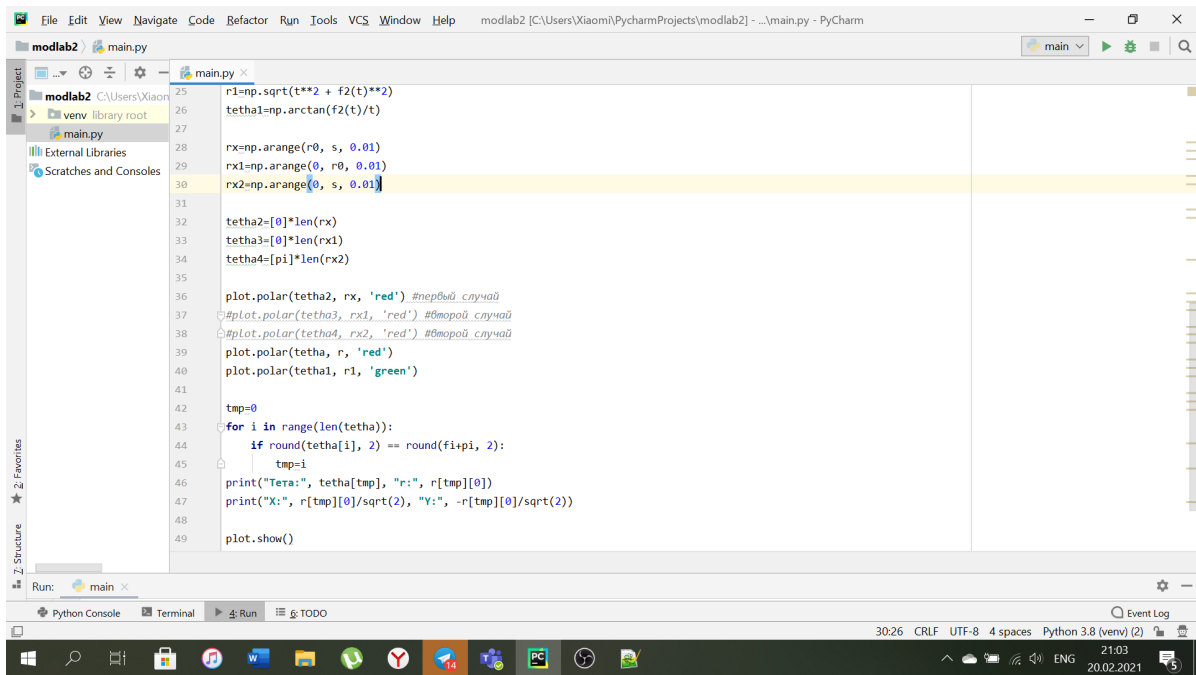 File Edit View Navigate Code Refactor Run Tools VCS Window Help modlab2 [C:\Users\Xiaomi\PycharmProjects\modlab2] - ...\main.py - PyCharm
modlab2 main.py main
1: Project
... main.py
modlab2 C:\Users\Xiaon
venv library root
main.py
External Libraries
Scratches and Consoles
25 r1=np.sqrt(t**2 + f2(t)**2)
26 tetha1=np.arctan(f2(t)/t)
27
28 rx=np.arange(r0, s, 0.01)
29 rx1=np.arange(0, r0, 0.01)
30 rx2=np.arange(0, s, 0.01)
31
32 tetha2=[0]*len(rx)
33 tetha3=[0]*len(rx1)
34 tetha4=[pi]*len(rx2)
35
36 plot.polar(tetha2, rx, 'red') #первый случай
37 #plot.polar(tetha3, rx1, 'red') #второй случай
38 #plot.polar(tetha4, rx2, 'red') #второй случай
39 plot.polar(tetha, r, 'red')
40 plot.polar(tetha1, r1, 'green')
41
42 tmp=0
43 for i in range(len(tetha)):
44 if round(tetha[i], 2) == round(fi+pi, 2):
45 tmp=i
46 print("Тета:", tetha[tmp], "r:", r[tmp][0])
47 print("X:", r[tmp][0]/sqrt(2), "Y:", -r[tmp][0]/sqrt(2))
48
49 plot.show()
2: Favorites
Z: Structure
Run: main
Python Console Terminal 4: Run 6: TODO Event Log
30:26 CRLF UTF-8 4 spaces Python 3.8 (venv) (2)
14 ENG 21:03
20.02.2021 5